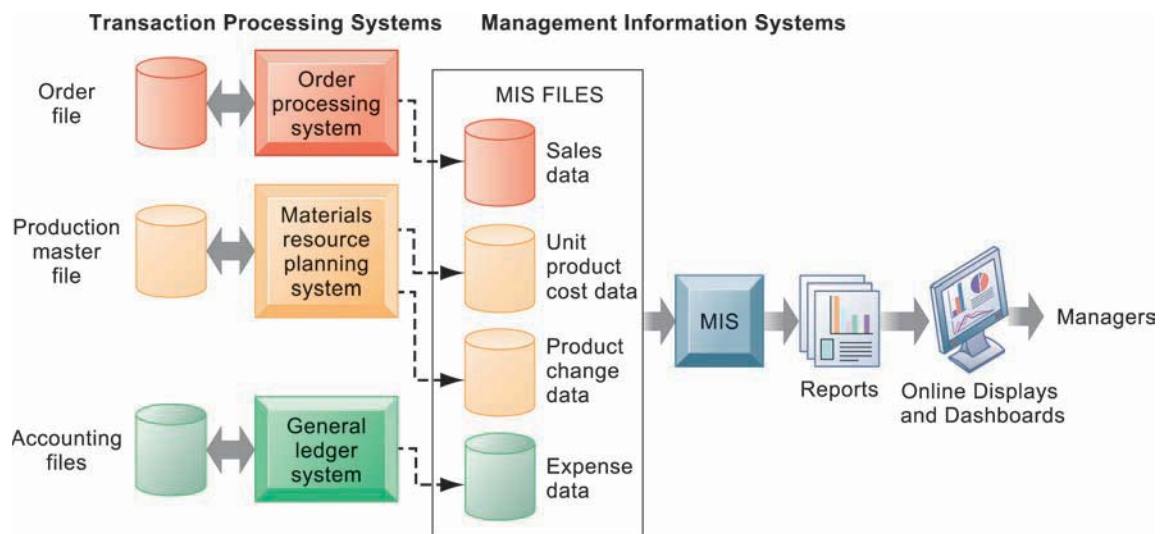 Transaction Processing Systems
Management Information Systems
Order
file
Order
processing
system
MIS FILES
Sales
data
Production
master
file
Materials
resource
planning
system
Unit
product
cost data
Product
change
data
MIS
Reports
Online Displays
and Dashboards
Managers
Accounting
files
General
ledger
system
Expense
data